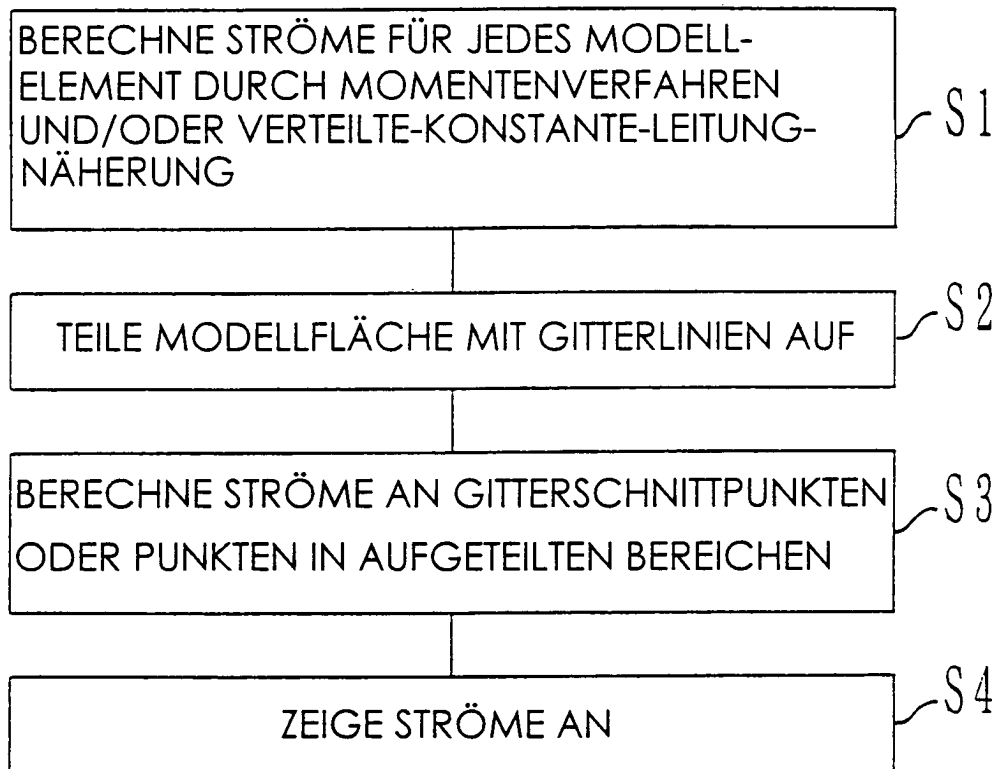 BERECHNE STRÖME FÜR JEDES MODELL-
ELEMENT DURCH MOMENTENVERFAHREN
UND/ODER VERTEILTE-KONSTANTE-LEITUNG-
NÄHERUNG
S1
TEILE MODELLFLÄCHE MIT GITTERLINIEN AUF
S2
BERECHNE STRÖME AN GITTERSCHNITTPUNKTEN
ODER PUNKTEN IN AUFGETEILTEN BEREICHEN
S3
ZEIGE STRÖME AN
S4